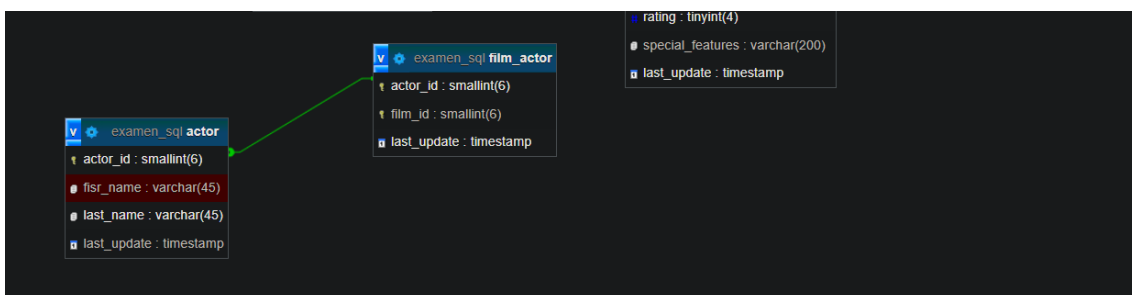 rating : tinyint(4)
special_features : varchar(200)
last_update : timestamp
v examen_sql film_actor
actor_id : smallint(6)
film_id : smallint(6)
last_update : timestamp
v examen_sql actor
actor_id : smallint(6)
fisr_name : varchar(45)
last_name : varchar(45)
last_update : timestamp